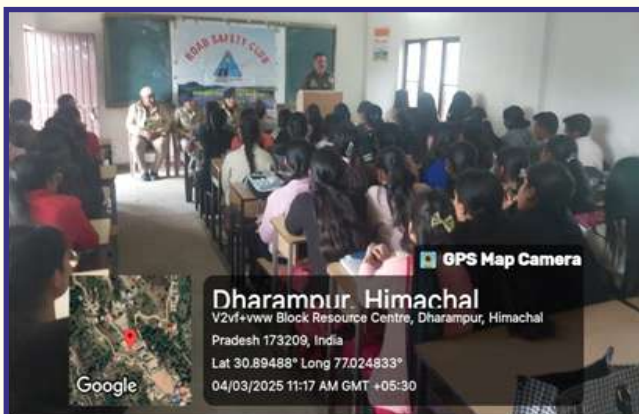 ROAD SAFETY CLUB
GPS Map Camera
Dharampur, Himachal
V2vf+vww Block Resource Centre, Dharampur, Himachal
Pradesh 173209, India
Lat 30.89488° Long 77.024833°
04/03/2025 11:17 AM GMT +05:30
Google